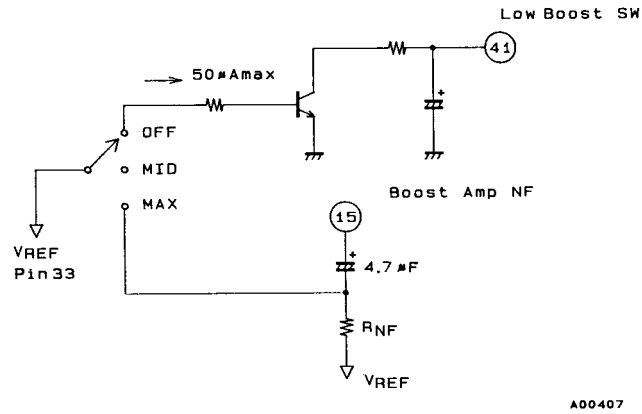 Low Boost SW
41
50μAmax
OFF
MID
MAX
VREF
Pin33
Boost Amp NF
15
+
4.7μF
+
RNF
VREF
A00407